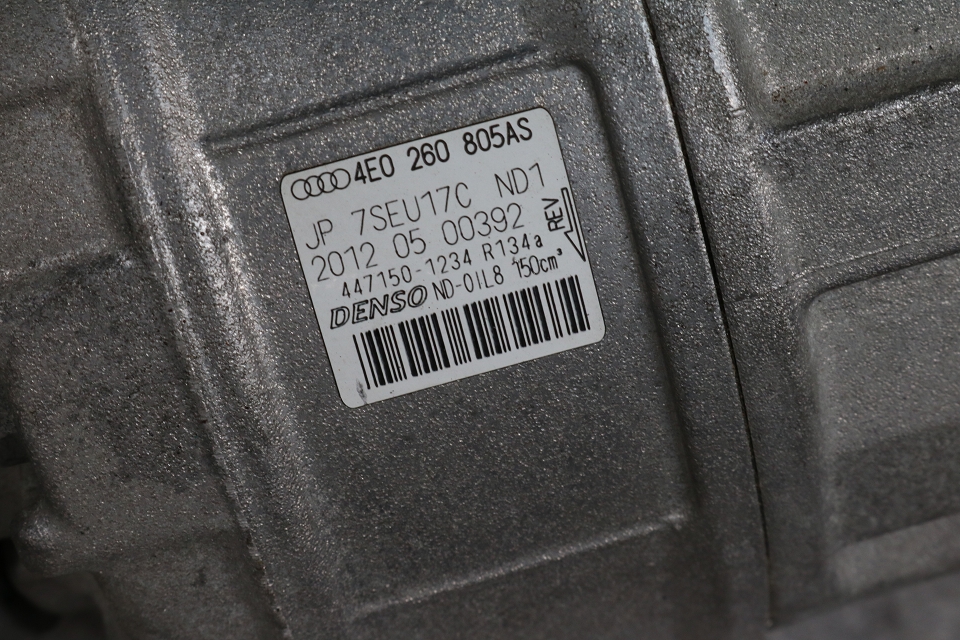 4E0 260 805AS
JP 7SEU17C ND1
2012 05 00392
REV
447150-1234 R134a
DENSO ND-OIL8 150cm³